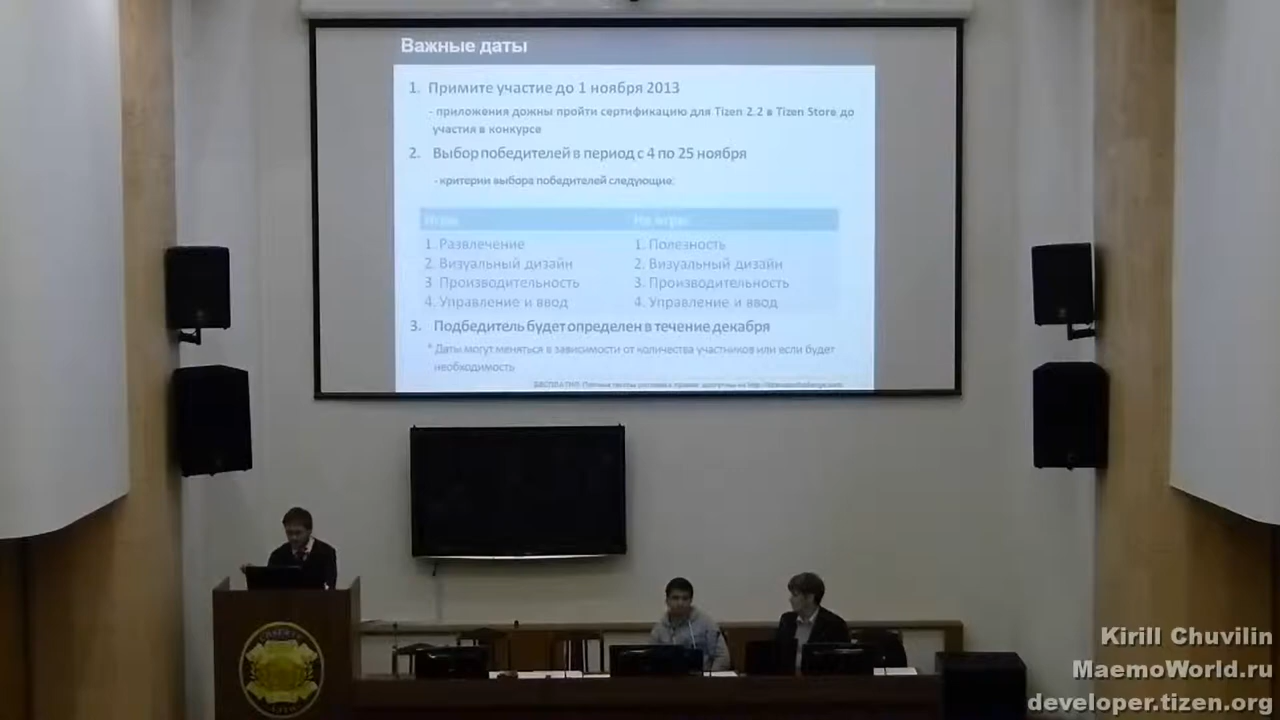 Важные даты
1. Примите участие до 1 ноября 2013
- приложения дожны пройти сертификацию для Tizen 2.2 в Tizen Store до
участия в конкурсе
2. Выбор победителей в период с 4 по 25 ноября
- критерии выбора победителей следующие:
Игры Не игры
1. Развлечение 1. Полезность
2. Визуальный дизайн 2. Визуальный дизайн
3 Производительность 3. Производительность
4. Управление и ввод 4. Управление и ввод
3. Подбедитель будет определен в течение декабря
* Даты могут меняться в зависимости от количества участников или если будет
необходимость
Kirill Chuvilin
MaemoWorld.ru
developer.tizen.org